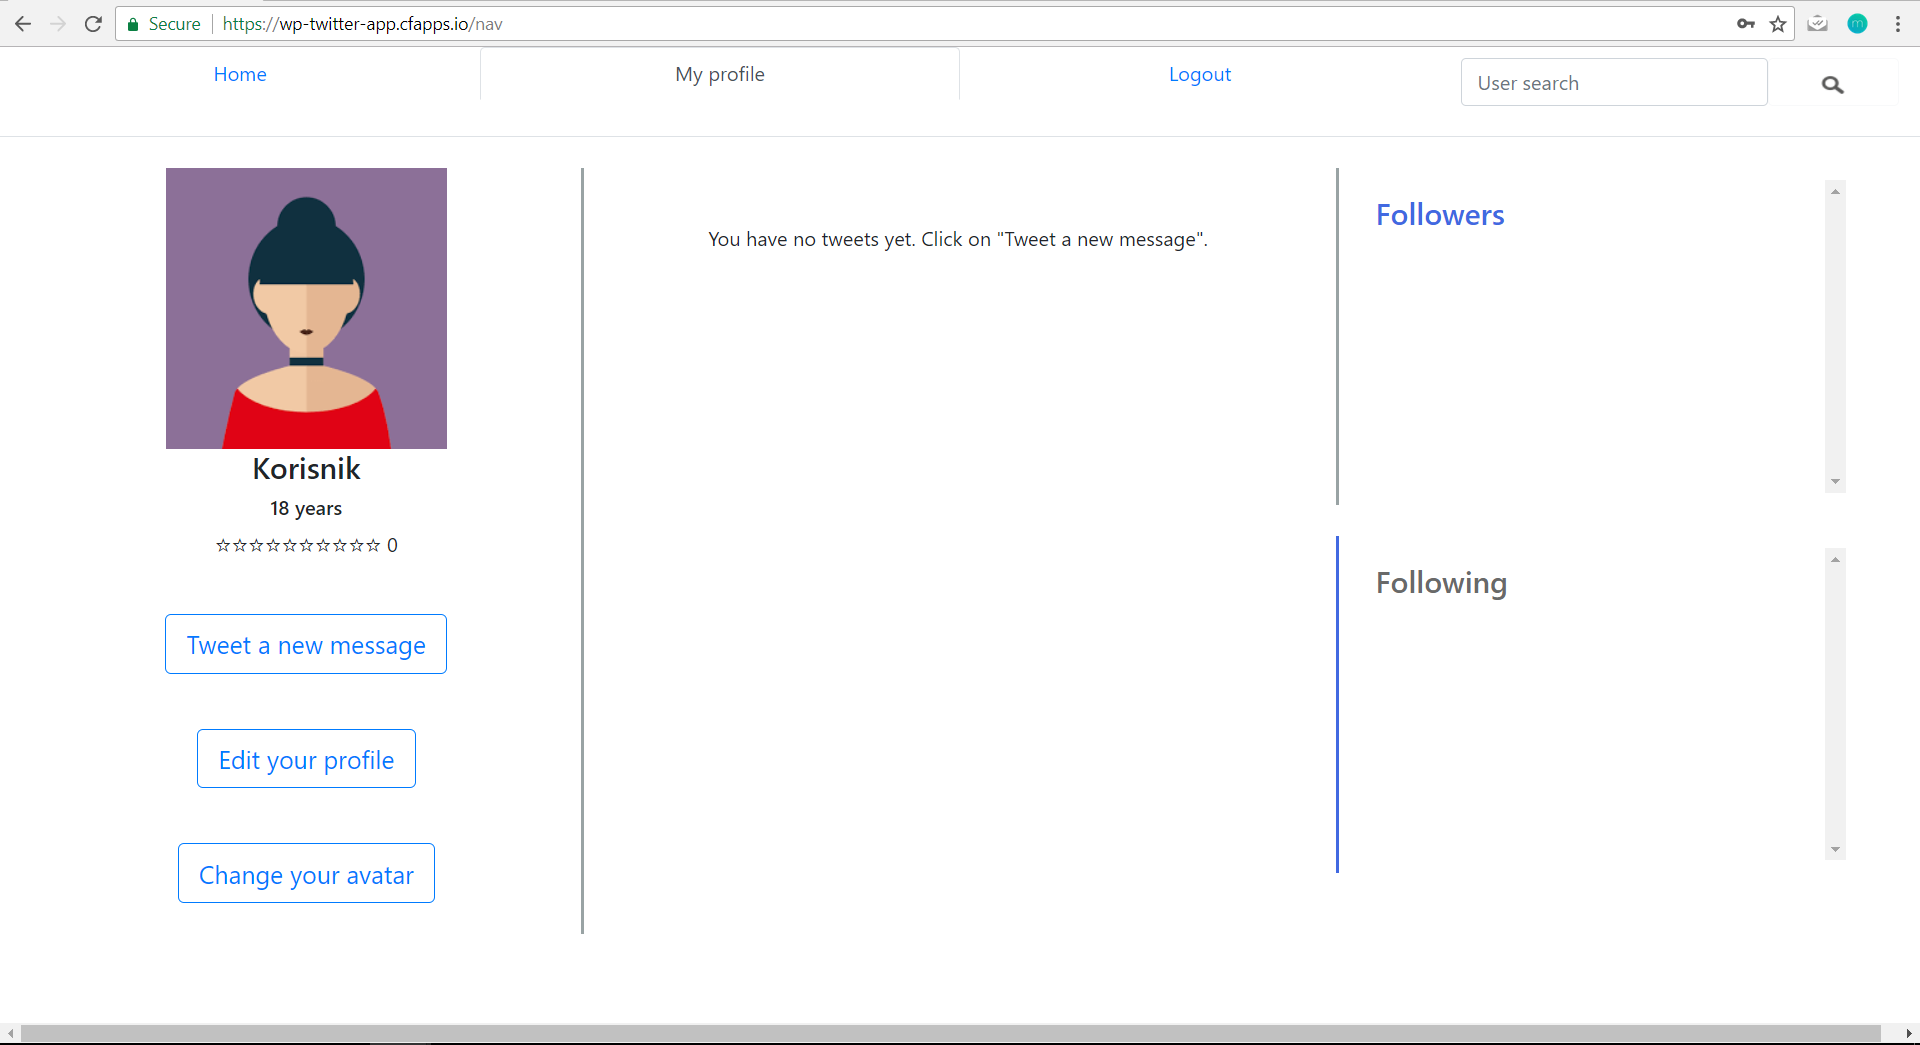 Secure https://wp-twitter-app.cfapps.io/nav
m
Home My profile Logout User search
Korisnik
18 years
☆☆☆☆☆☆☆☆☆☆ 0
Tweet a new message
Edit your profile
Change your avatar
You have no tweets yet. Click on "Tweet a new message".
Followers
Following